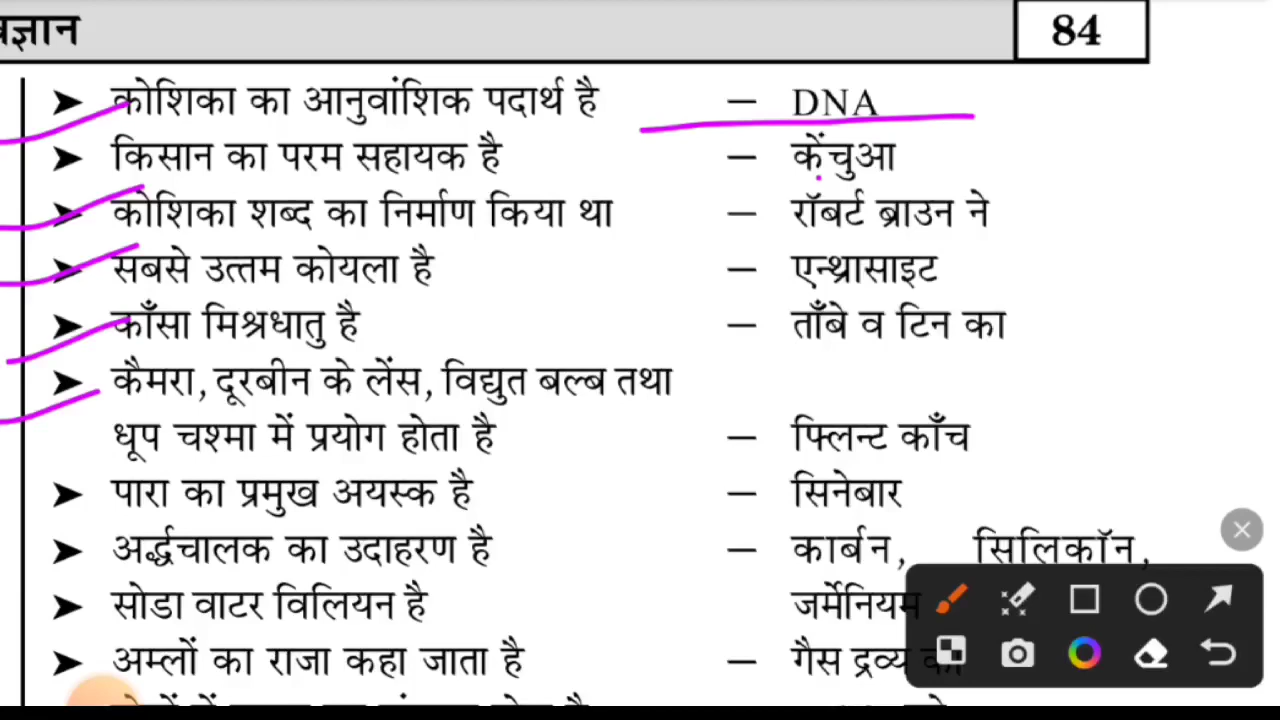 84
➤ कोशिका का आनुवांशिक पदार्थ है – DNA
➤ किसान का परम सहायक है – केंचुआ
➤ कोशिका शब्द का निर्माण किया था – रॉबर्ट ब्राउन ने
➤ सबसे उत्तम कोयला है – एन्थ्रासाइट
➤ काँसा मिश्रधातु है – ताँबे व टिन का
➤ कैमरा, दूरबीन के लेंस, विद्युत बल्ब तथा
धूप चश्मा में प्रयोग होता है – फ्लिन्ट काँच
➤ पारा का प्रमुख अयस्क है – सिनेबार
➤ अर्द्धचालक का उदाहरण है – कार्बन, सिलिकॉन,
➤ सोडा वाटर विलियन है जर्मेनियम
➤ अम्लों का राजा कहा जाता है – गैस द्रव्य का